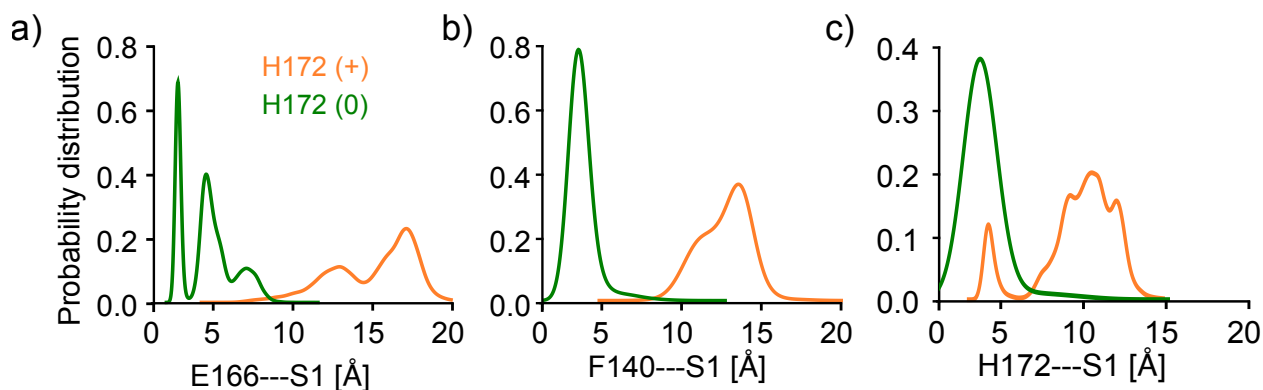 a)
b)
c)
Probability distribution
0.8
0.6
0.4
0.2
0.0
H172 (+)
H172 (0)
0 5 10 15 20
E166---S1 [Å]
0.8
0.6
0.4
0.2
0.0
0 5 10 15 20
F140---S1 [Å]
0.4
0.3
0.2
0.1
0.0
0 5 10 15 20
H172---S1 [Å]